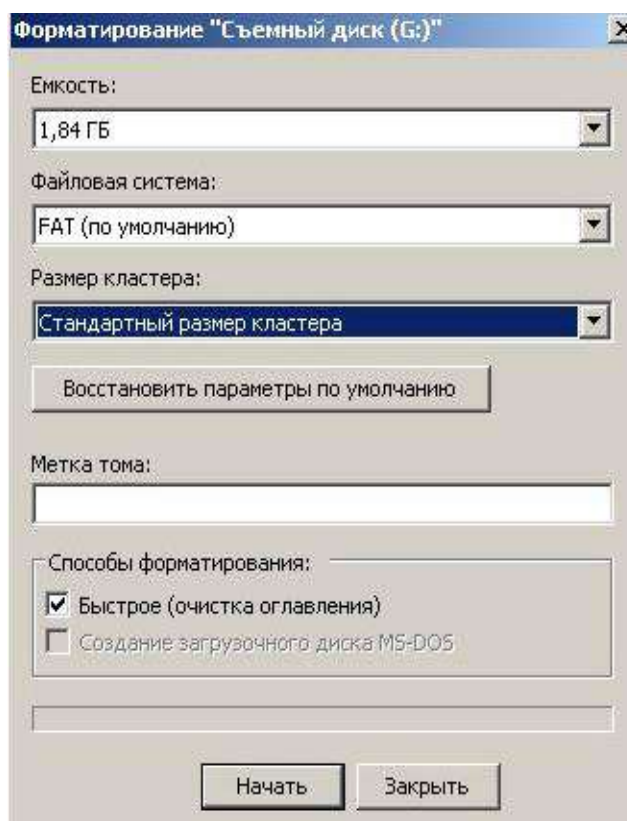 Форматирование "Съемный диск (G:)"
Емкость:
1,84 ГБ
Файловая система:
FAT (по умолчанию)
Размер кластера:
Стандартный размер кластера
Восстановить параметры по умолчанию
Метка тома:
Способы форматирования:
Быстрое (очистка оглавления)
Создание загрузочного диска MS-DOS
Начать
Закрыть